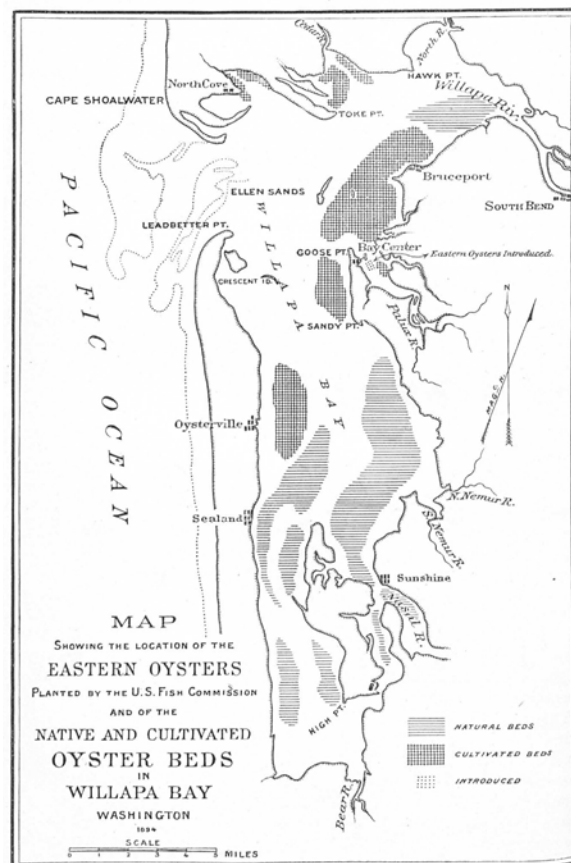 Cedar R.
North R.
HAWK PT.
North Cove
Willapa Riv.
CAPE SHOALWATER
TOKE PT.
Bruceport
ELLEN SANDS
SOUTH BEND
LEADBETTER PT.
WILLAPA BAY
GOOSE PT.
Bay Center
Eastern Oysters Introduced.
CRESCENT ID.
PACIFIC OCEAN
SANDY PT.
Palux R.
N
MAG. N.
Oysterville
N. Nemur R.
Sealand
S. Nemur R.
Sunshine
Nasal R.
HIGH PT.
Bear R.
MAP
SHOWING THE LOCATION OF THE
EASTERN OYSTERS
PLANTED BY THE U.S. FISH COMMISSION
AND OF THE
NATIVE AND CULTIVATED
OYSTER BEDS
IN
WILLAPA BAY
WASHINGTON
1894
SCALE
0 1 2 3 4 5 MILES
NATURAL BEDS
CULTIVATED BEDS
INTRODUCED